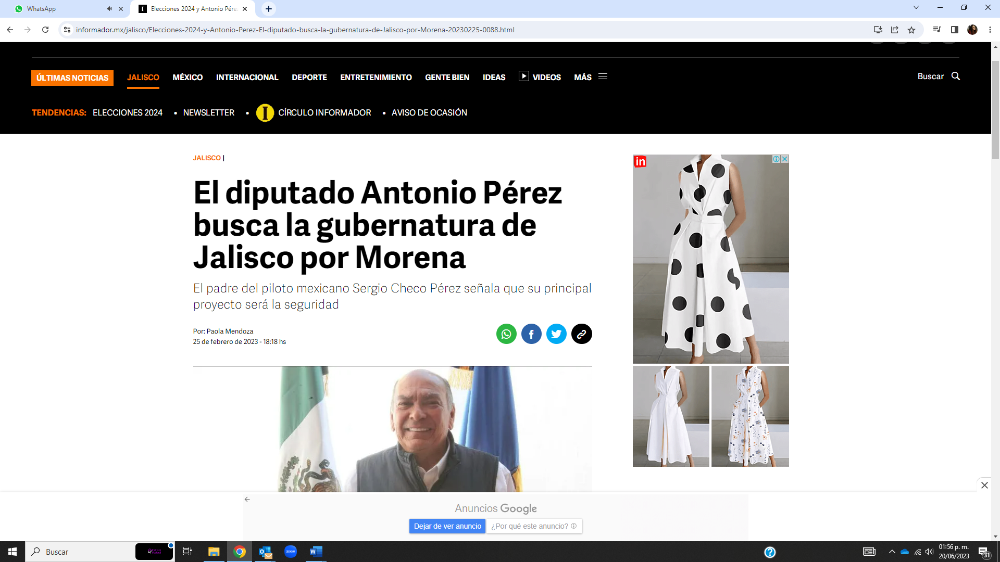 WhatsApp
Elecciones 2024 y Antonio Pére
informador.mx/jalisco/Elecciones-2024-y-Antonio-Perez-El-diputado-busca-la-gubernatura-de-Jalisco-por-Morena-20230225-0088.html
ÚLTIMAS NOTICIAS JALISCO MÉXICO INTERNACIONAL DEPORTE ENTRETENIMIENTO GENTE BIEN IDEAS VIDEOS MÁS Buscar
TENDENCIAS: ELECCIONES 2024 • NEWSLETTER • I CÍRCULO INFORMADOR • AVISO DE OCASIÓN
JALISCO |
El diputado Antonio Pérez
busca la gubernatura de
Jalisco por Morena
El padre del piloto mexicano Sergio Checo Pérez señala que su principal
proyecto será la seguridad
Por: Paola Mendoza
25 de febrero de 2023 - 18:18 hs
in
Anuncios Google
Dejar de ver anuncio ¿Por qué este anuncio?
Buscar
zoom
01:56 p. m.
20/06/2023
31